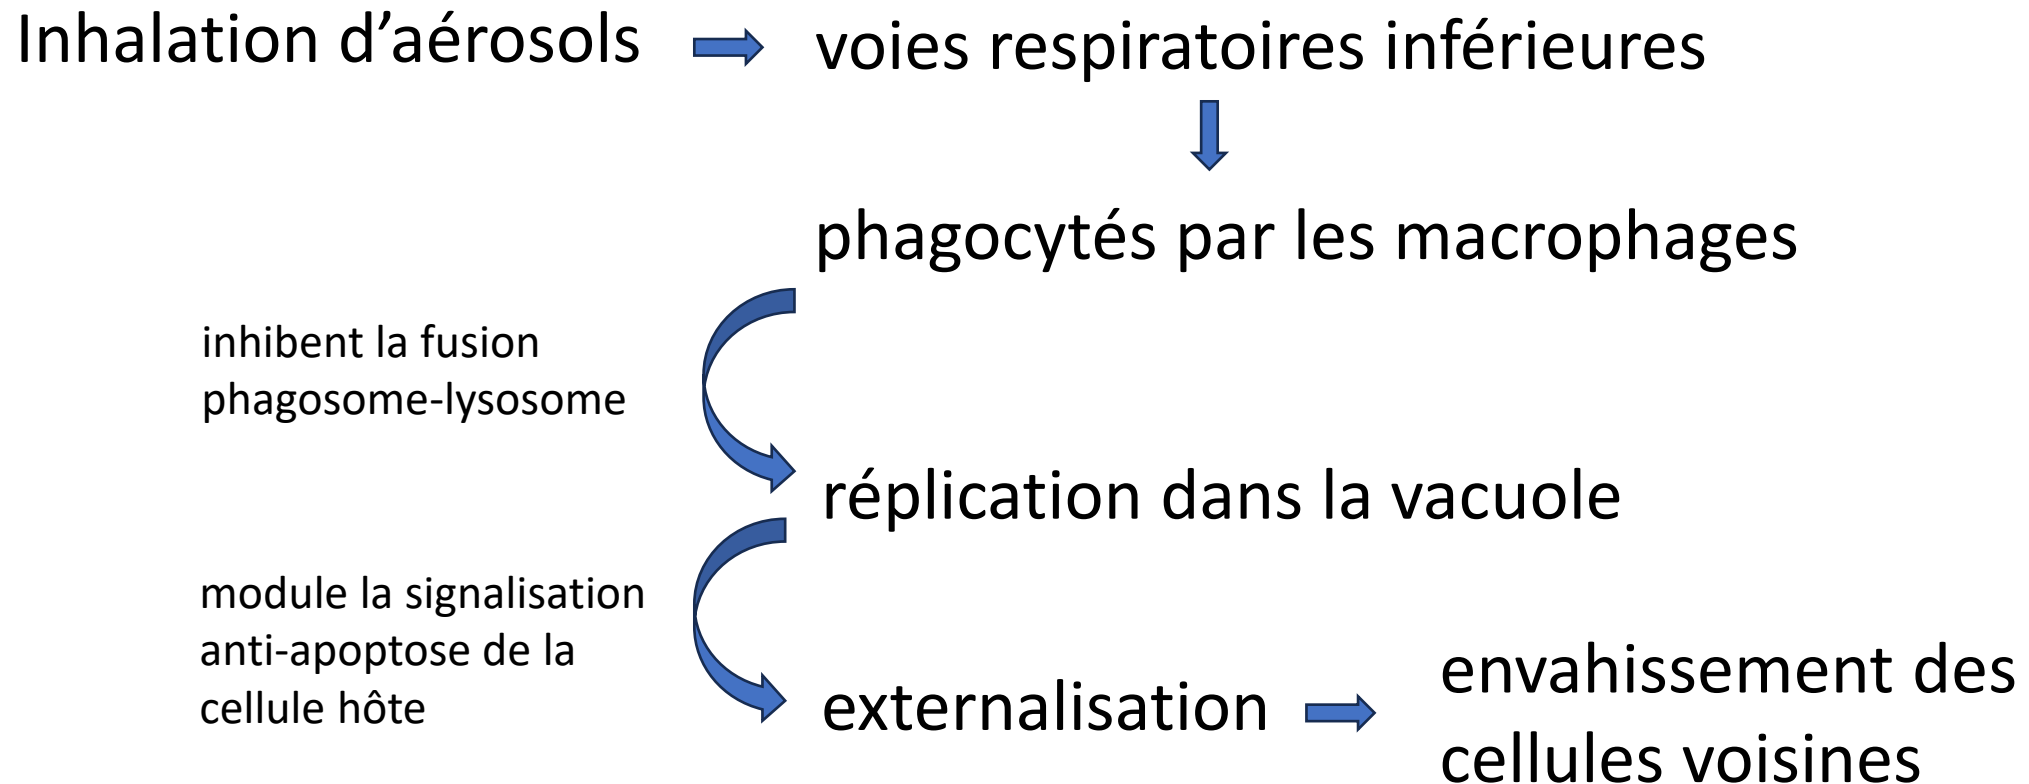 Inhalation d’aérosols
voies respiratoires inférieures
phagocytés par les macrophages
inhibent la fusion
phagosome-lysosome
réplication dans la vacuole
module la signalisation
anti-apoptose de la
cellule hôte
externalisation
envahissement des
cellules voisines